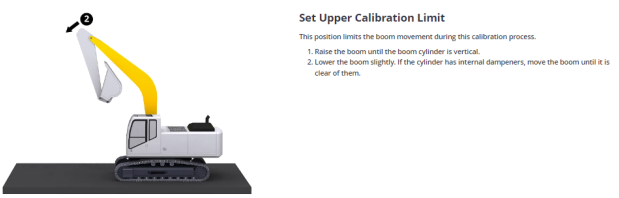 2
Set Upper Calibration Limit
This position limits the boom movement during this calibration process.
1. Raise the boom until the boom cylinder is vertical.
2. Lower the boom slightly. If the cylinder has internal dampeners, move the boom until it is
clear of them.